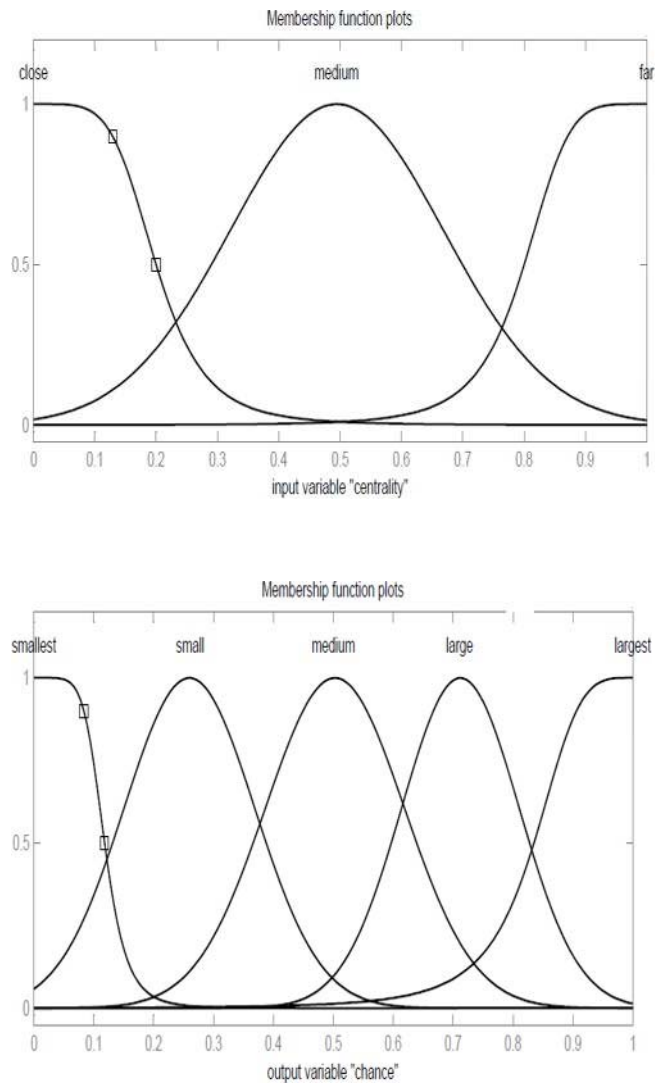 Membership function plots
close medium far
1
0.5
0
0 0.1 0.2 0.3 0.4 0.5 0.6 0.7 0.8 0.9 1
input variable "centrality"
Membership function plots
smallest small medium large largest
1
0.5
0
0 0.1 0.2 0.3 0.4 0.5 0.6 0.7 0.8 0.9 1
output variable "chance"